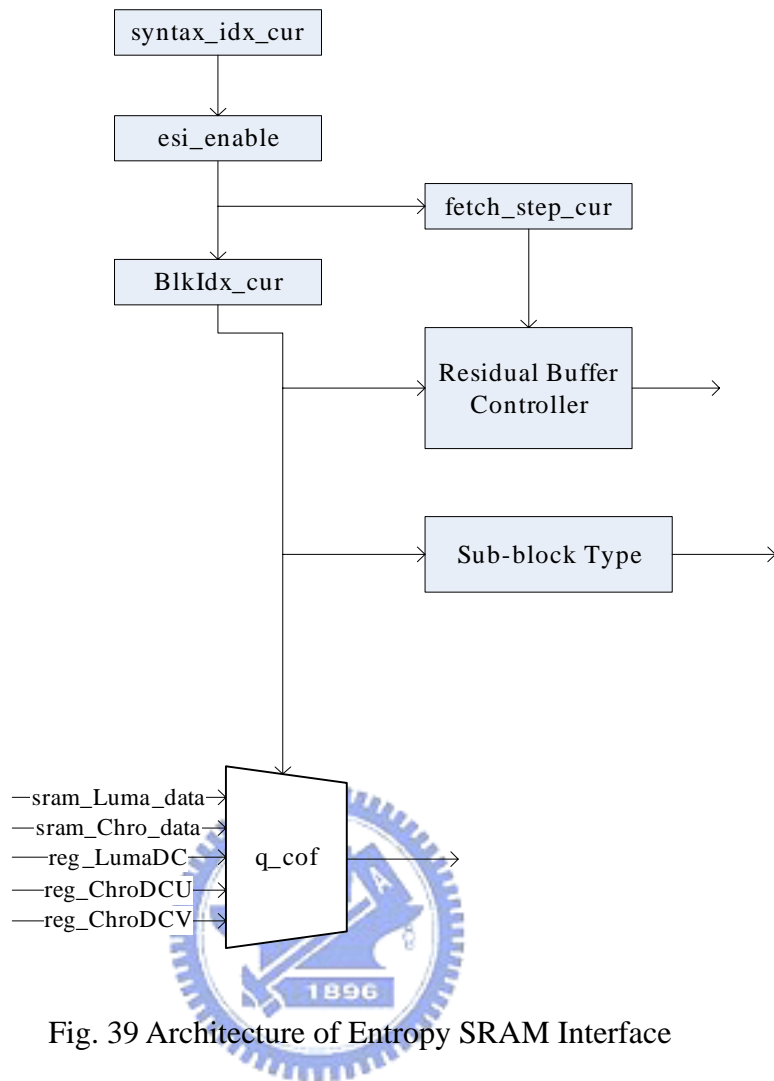 syntax_idx_cur
esi_enable
fetch_step_cur
BlkIdx_cur
Residual Buffer
Controller
Sub-block Type
sram_Luma_data
sram_Chro_data
reg_LumaDC
reg_ChroDCU
reg_ChroDCV
q_cof
A
1896
Fig. 39 Architecture of Entropy SRAM Interface